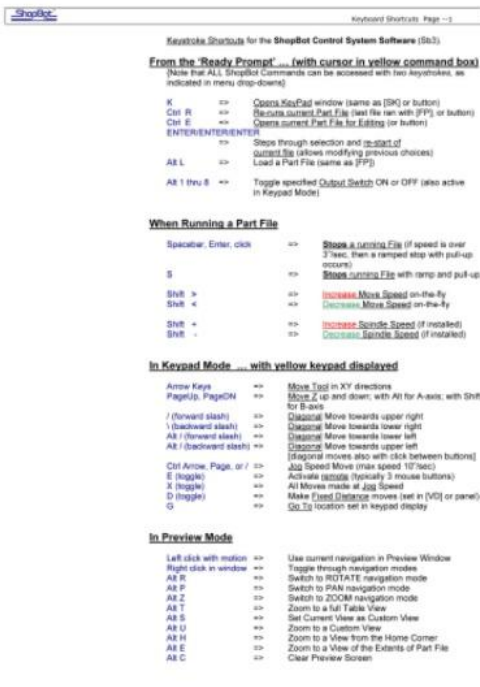 ShopBot
Keyboard Shortcuts Page --1
Keystroke Shortcuts for the ShopBot Control System Software (Sb3).
From the 'Ready Prompt' ... (with cursor in yellow command box)
{Note that ALL ShopBot Commands can be accessed with two keystrokes, as
indicated in menu drop-downs}
K => Opens KeyPad window (same as [SK] or button)
Ctrl R => Re-runs current Part File (last file ran with [FP]; or button)
Ctrl E => Opens current Part File for Editing (or button)
ENTER/ENTER/ENTER
=> Steps through selection and re-start of
current file (allows modifying previous choices)
Alt L => Load a Part File (same as [FP])
Alt 1 thru 8 => Toggle specified Output Switch ON or OFF (also active
in Keypad Mode)
When Running a Part File
Spacebar, Enter, click => Stops a running File (if speed is over
3"/sec, then a ramped stop with pull-up
occurs)
S => Stops running File with ramp and pull-up
Shift > => Increase Move Speed on-the-fly
Shift < => Decrease Move Speed on-the-fly
Shift + => Increase Spindle Speed (if installed)
Shift - => Decrease Spindle Speed (if installed)
In Keypad Mode ... with yellow keypad displayed
Arrow Keys => Move Tool in XY directions
PageUp, PageDN => Move Z up and down; with Alt for A-axis; with Shift
for B-axis
/ (forward slash) => Diagonal Move towards upper right
\ (backward slash) => Diagonal Move towards lower right
Alt / (forward slash) => Diagonal Move towards lower left
Alt / (backward slash) => Diagonal Move towards upper left
[diagonal moves also with click between buttons]
Ctrl Arrow, Page, or / => Jog Speed Move (max speed 10"/sec)
E (toggle) => Activate remote (typically 3 mouse buttons)
X (toggle) => All Moves made at Jog Speed
D (toggle) => Make Fixed Distance moves (set in [VD] or panel)
G => Go To location set in keypad display
In Preview Mode
Left click with motion => Use current navigation in Preview Window
Right click in window => Toggle through navigation modes
Alt R => Switch to ROTATE navigation mode
Alt P => Switch to PAN navigation mode
Alt Z => Switch to ZOOM navigation mode
Alt T => Zoom to a full Table View
Alt S => Set Current View as Custom View
Alt U => Zoom to a Custom View
Alt H => Zoom to a View from the Home Corner
Alt E => Zoom to a View of the Extents of Part File
Alt C => Clear Preview Screen